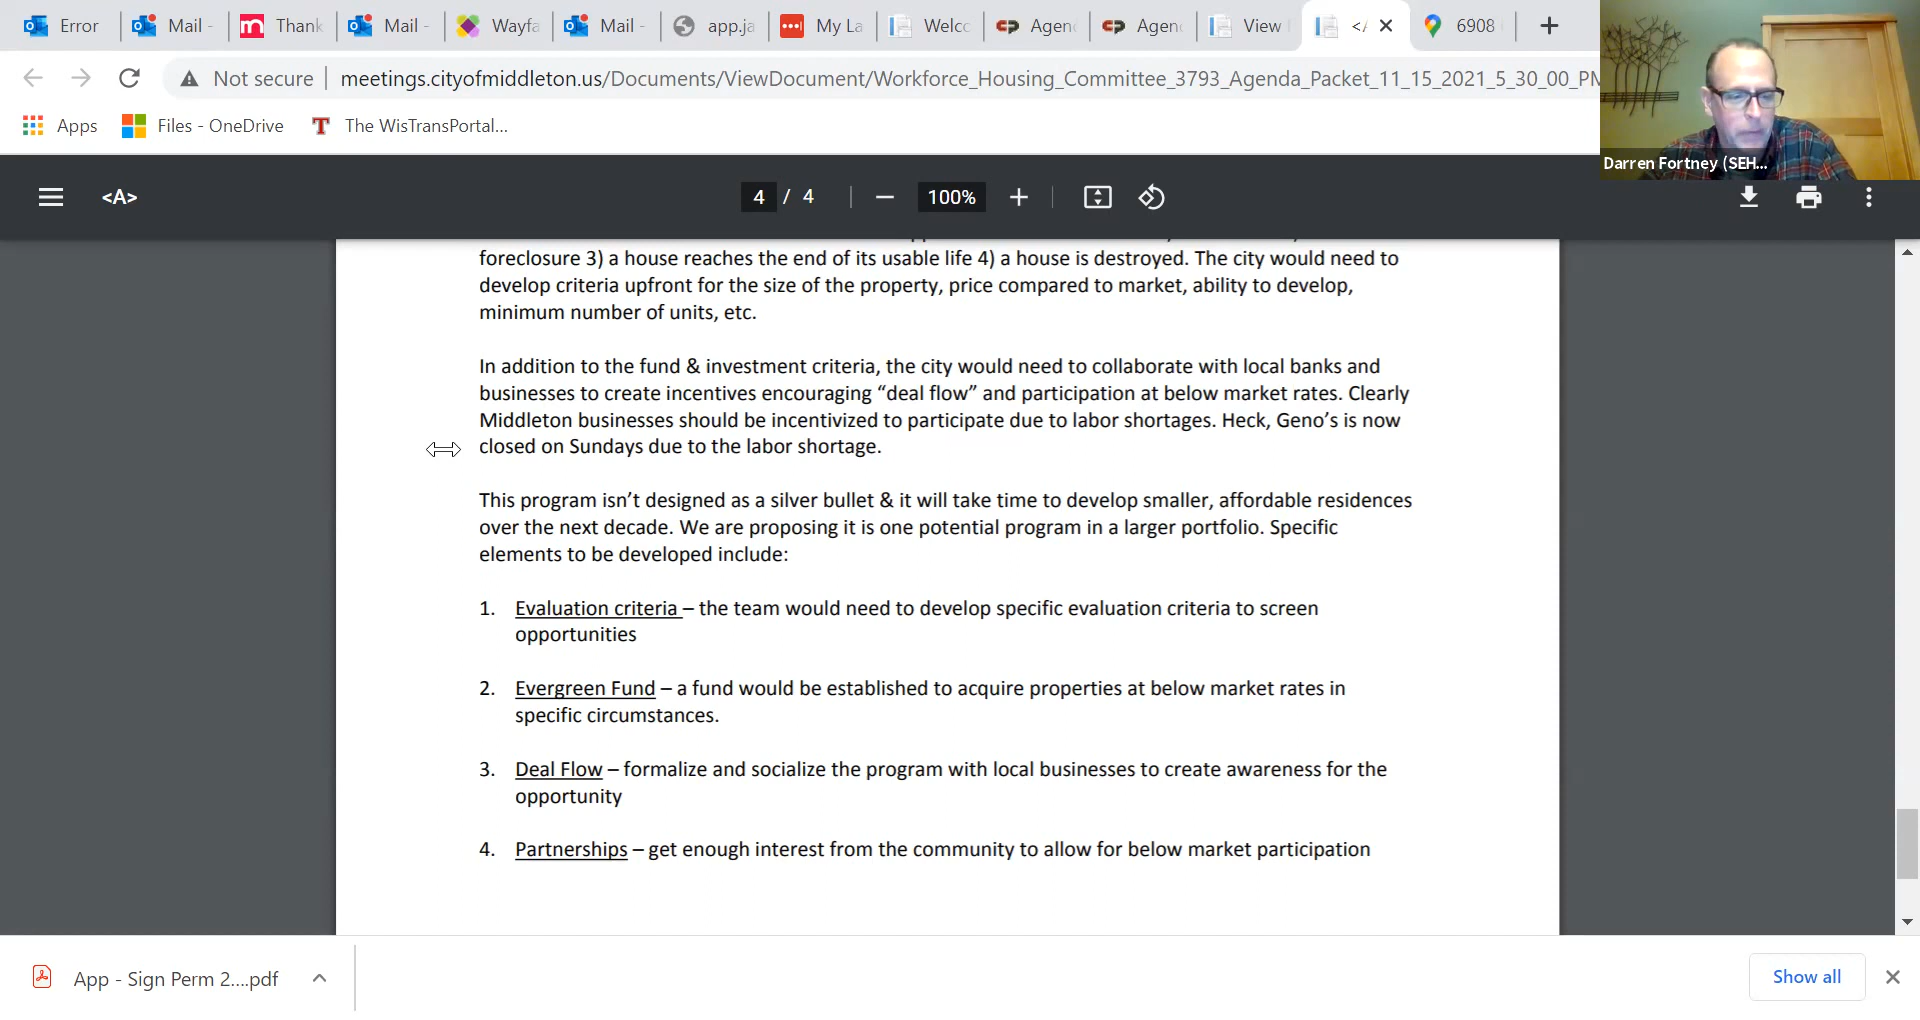 Error
Mail -
Thank
Mail -
Wayfa
Mail -
app.ja
My La
Welco
Agen
Agen
View
<A
6908
Not secure | meetings.cityofmiddleton.us/Documents/ViewDocument/Workforce_Housing_Committee_3793_Agenda_Packet_11_15_2021_5_30_00_PM
Apps
Files - OneDrive
The WisTransPortal...
Darren Fortney (SEH...
<A>
4 / 4
100%
foreclosure 3) a house reaches the end of its usable life 4) a house is destroyed. The city would need to
develop criteria upfront for the size of the property, price compared to market, ability to develop,
minimum number of units, etc.
In addition to the fund & investment criteria, the city would need to collaborate with local banks and
businesses to create incentives encouraging “deal flow” and participation at below market rates. Clearly
Middleton businesses should be incentivized to participate due to labor shortages. Heck, Geno’s is now
closed on Sundays due to the labor shortage.
This program isn’t designed as a silver bullet & it will take time to develop smaller, affordable residences
over the next decade. We are proposing it is one potential program in a larger portfolio. Specific
elements to be developed include:
1. Evaluation criteria – the team would need to develop specific evaluation criteria to screen
opportunities
2. Evergreen Fund – a fund would be established to acquire properties at below market rates in
specific circumstances.
3. Deal Flow – formalize and socialize the program with local businesses to create awareness for the
opportunity
4. Partnerships – get enough interest from the community to allow for below market participation
App - Sign Perm 2....pdf
Show all